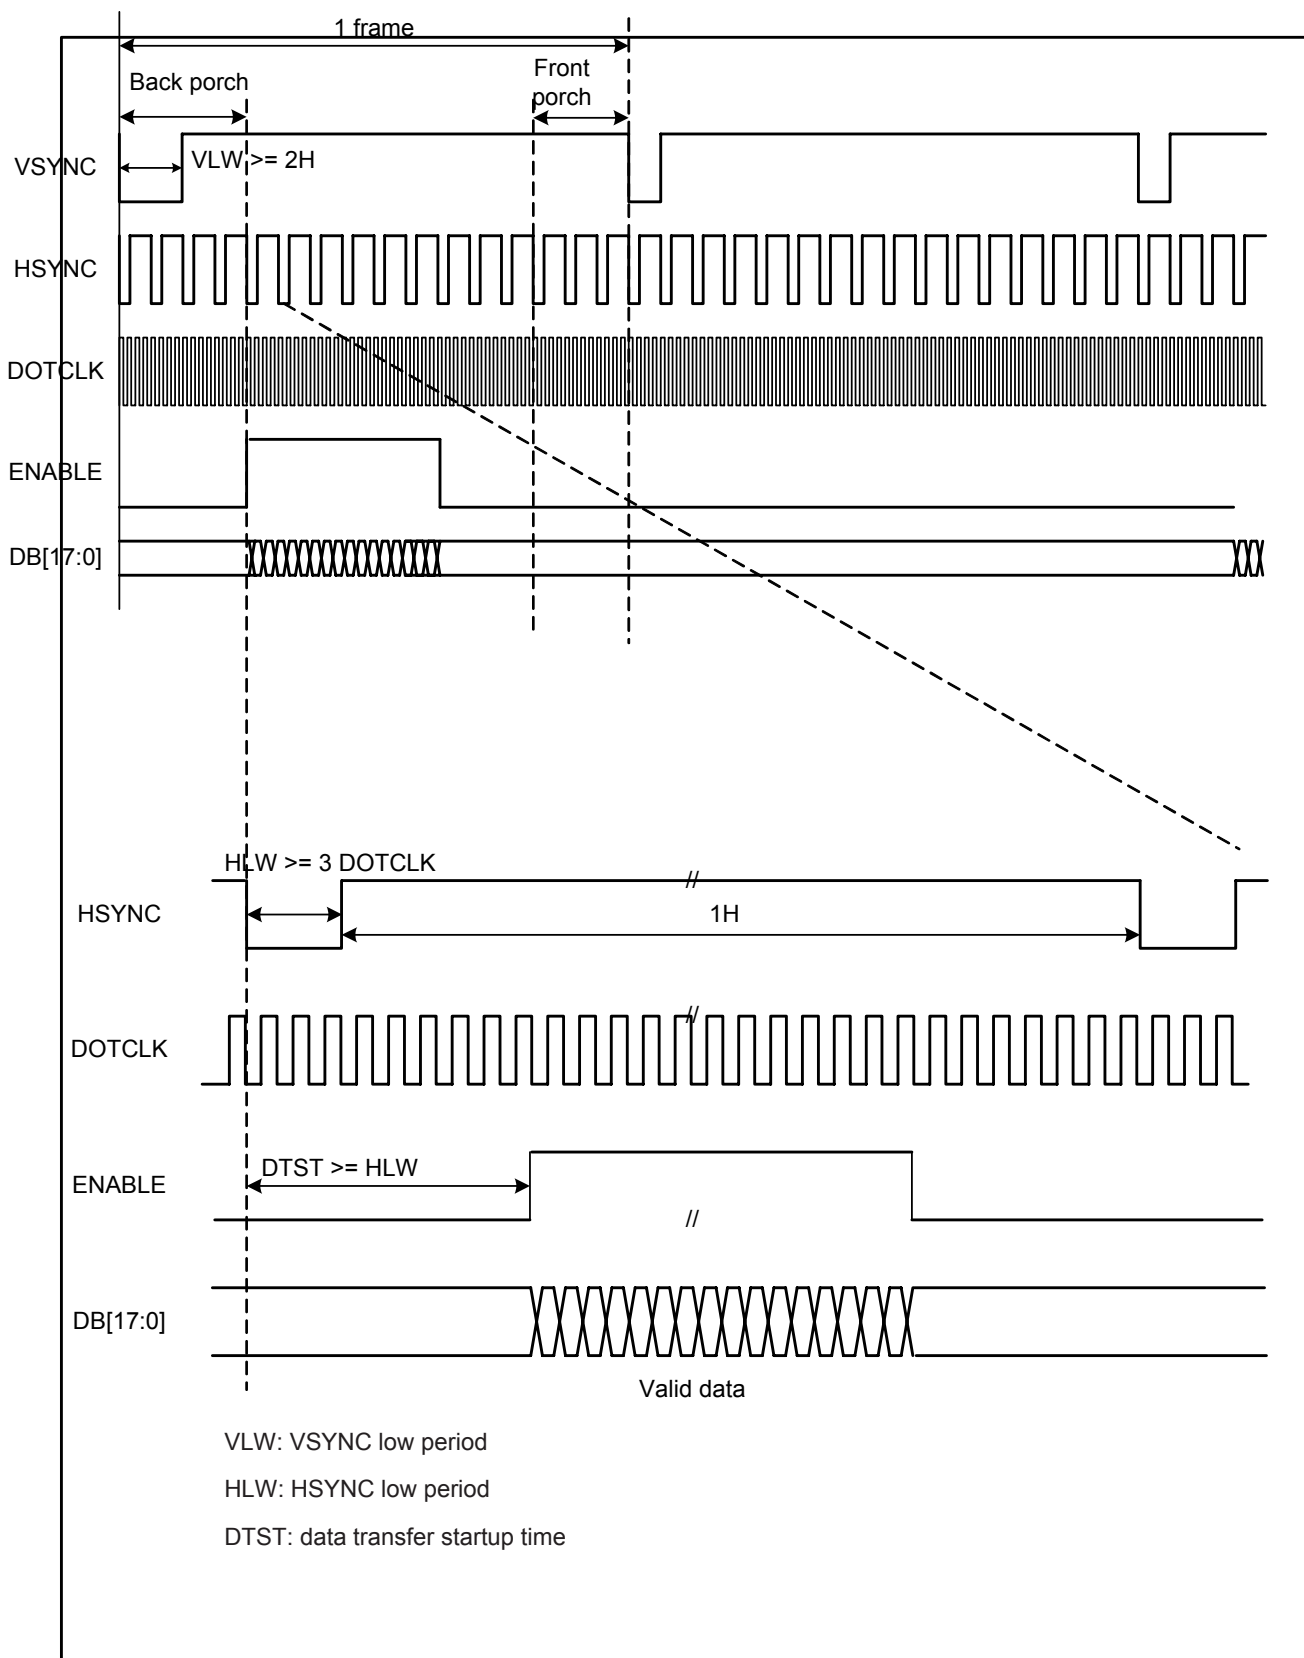 1 frame
Back porch
Front
porch
VSYNC
VLW >= 2H
HSYNC
DOTCLK
ENABLE
DB[17:0]
HLW >= 3 DOTCLK
//
HSYNC
1H
//
DOTCLK
DTST >= HLW
ENABLE
//
DB[17:0]
Valid data
VLW: VSYNC low period
HLW: HSYNC low period
DTST: data transfer startup time